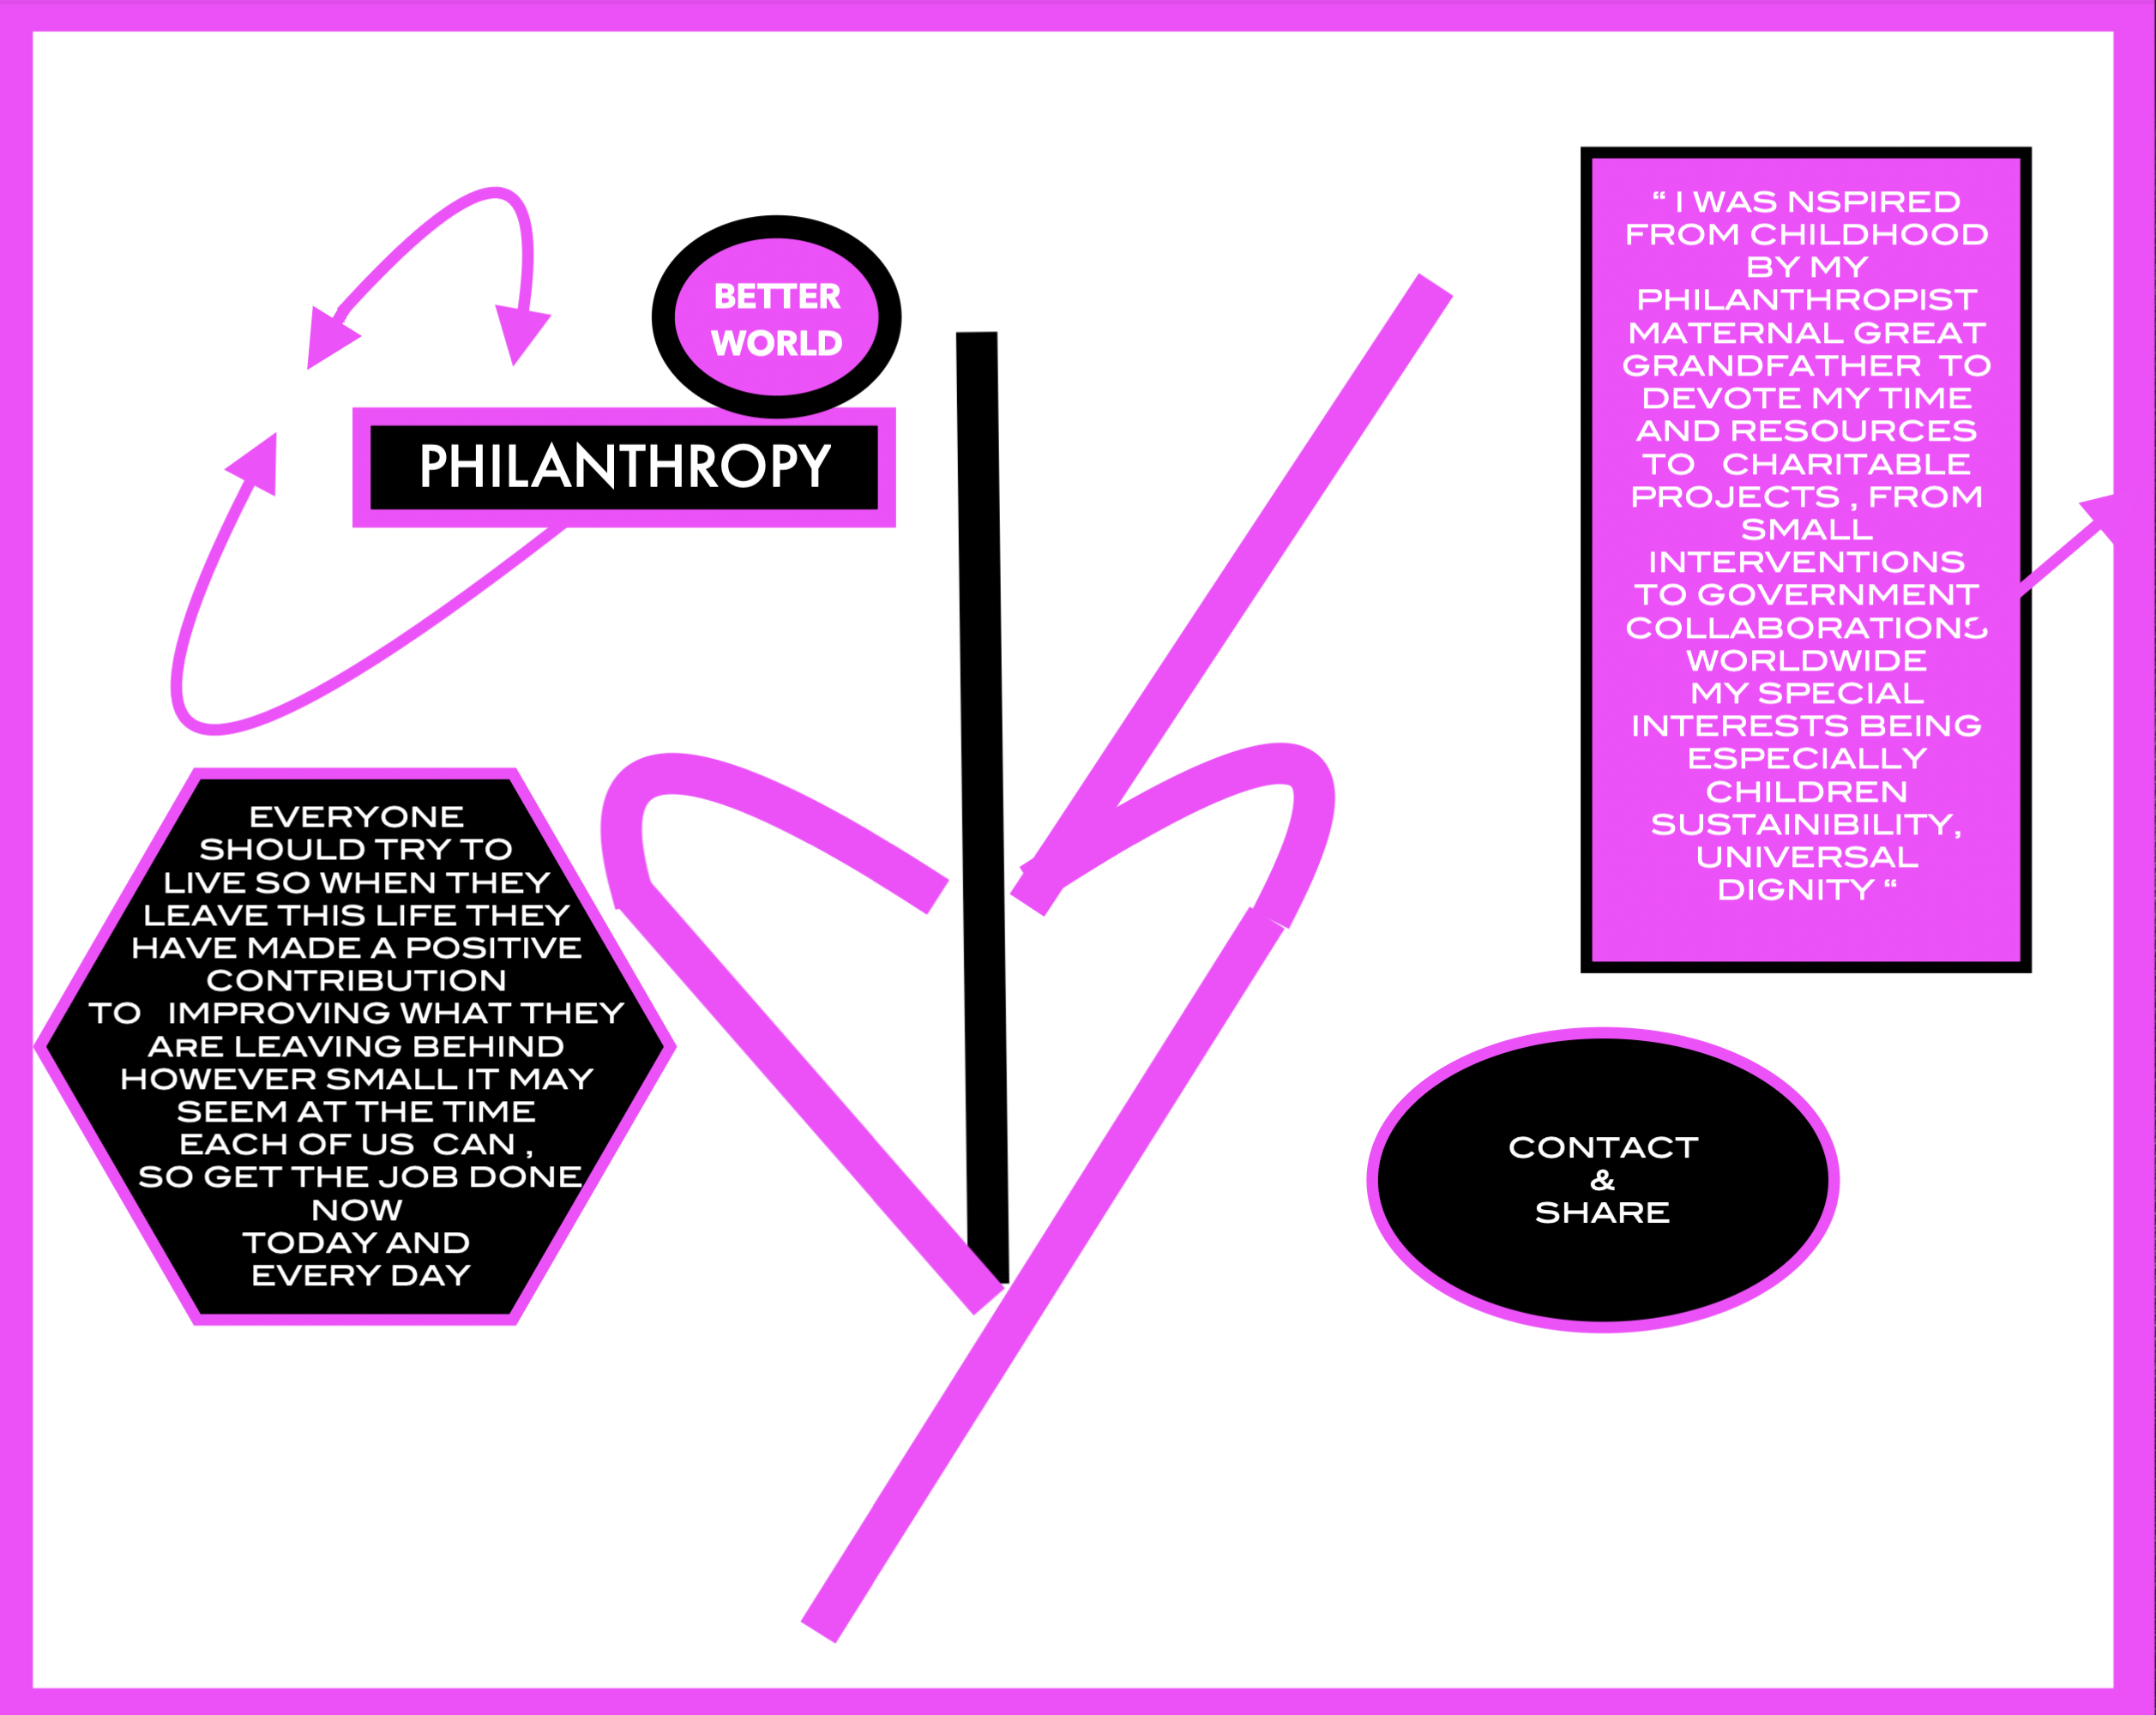 BETTER
WORLD
PHILANTHROPY
“ I WAS NSPIRED
FROM CHILDHOOD
BY MY
PHILANTHROPIST
MATERNAL GREAT
GRANDFATHER TO
DEVOTE MY TIME
AND RESOURCES
TO CHARITABLE
PROJECTS , FROM
SMALL
INTERVENTIONS
TO GOVERNMENT
COLLABORATIONS
WORLDWIDE
MY SPECIAL
INTERESTS BEING
ESPECIALLY
CHILDREN
SUSTAINIBILITY,
UNIVERSAL
DIGNITY “
EVERYONE
SHOULD TRY TO
LIVE SO WHEN THEY
LEAVE THIS LIFE THEY
HAVE MADE A POSITIVE
CONTRIBUTION
TO IMPROVING WHAT THEY
ARE LEAVING BEHIND
HOWEVER SMALL IT MAY
SEEM AT THE TIME
EACH OF US CAN ,
SO GET THE JOB DONE
NOW
TODAY AND
EVERY DAY
CONTACT
&
SHARE